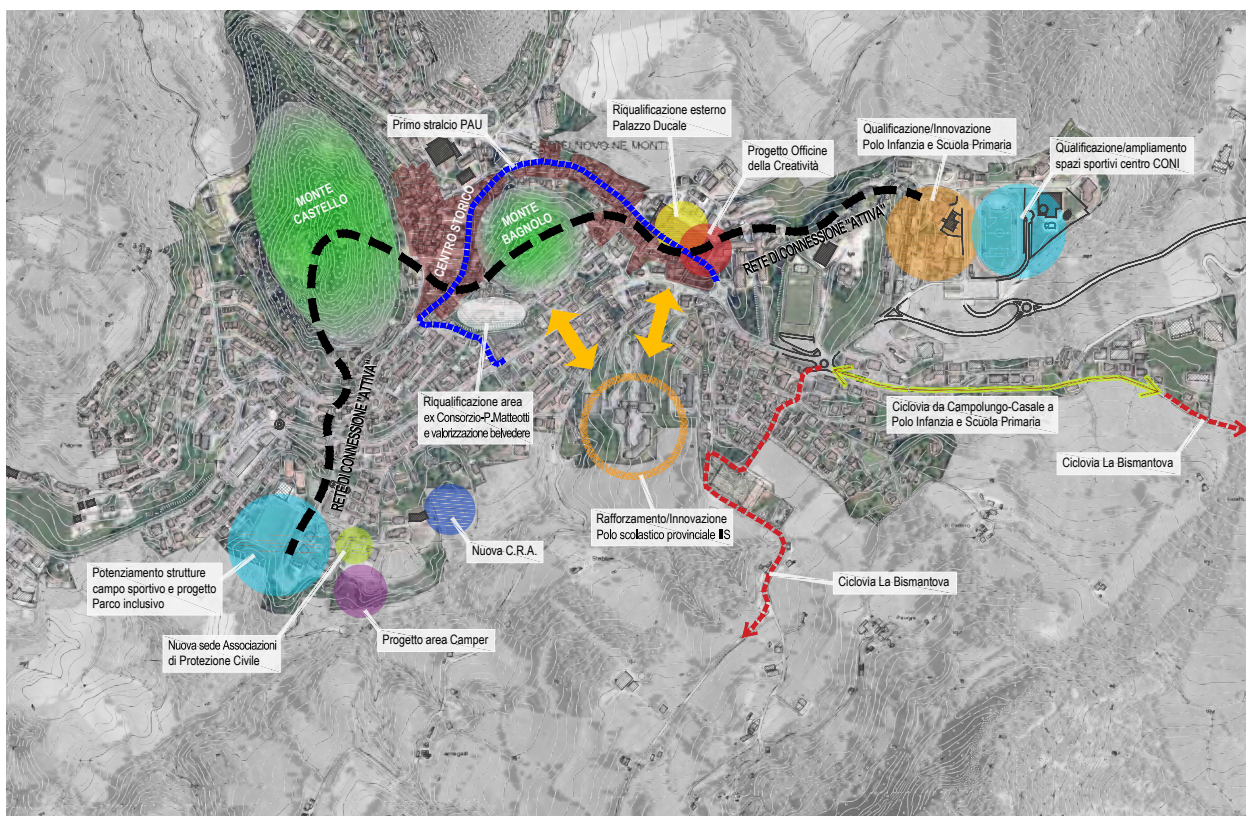 Riqualificazione esterno
Palazzo Ducale
Primo stralcio PAU
Qualificazione/Innovazione
Polo Infanzia e Scuola Primaria
Qualificazione/ampliamento
spazi sportivi centro CONI
Progetto Officine
della Creatività
MONTE
CASTELLO
CENTRO STORICO
MONTE
BAGNOLO
RETE DI CONNESSIONE "ATTIVA"
RETE DI CONNESSIONE "ATTIVA"
Riqualificazione area
ex Consorzio-P.Matteotti
e valorizzazione belvedere
Ciclovia da Campolungo-Casale a
Polo Infanzia e Scuola Primaria
Ciclovia La Bismantova
Rafforzamento/Innovazione
Polo scolastico provinciale IIS
Nuova C.R.A.
Potenziamento strutture
campo sportivo e progetto
Parco inclusivo
Ciclovia La Bismantova
Nuova sede Associazioni
di Protezione Civile
Progetto area Camper